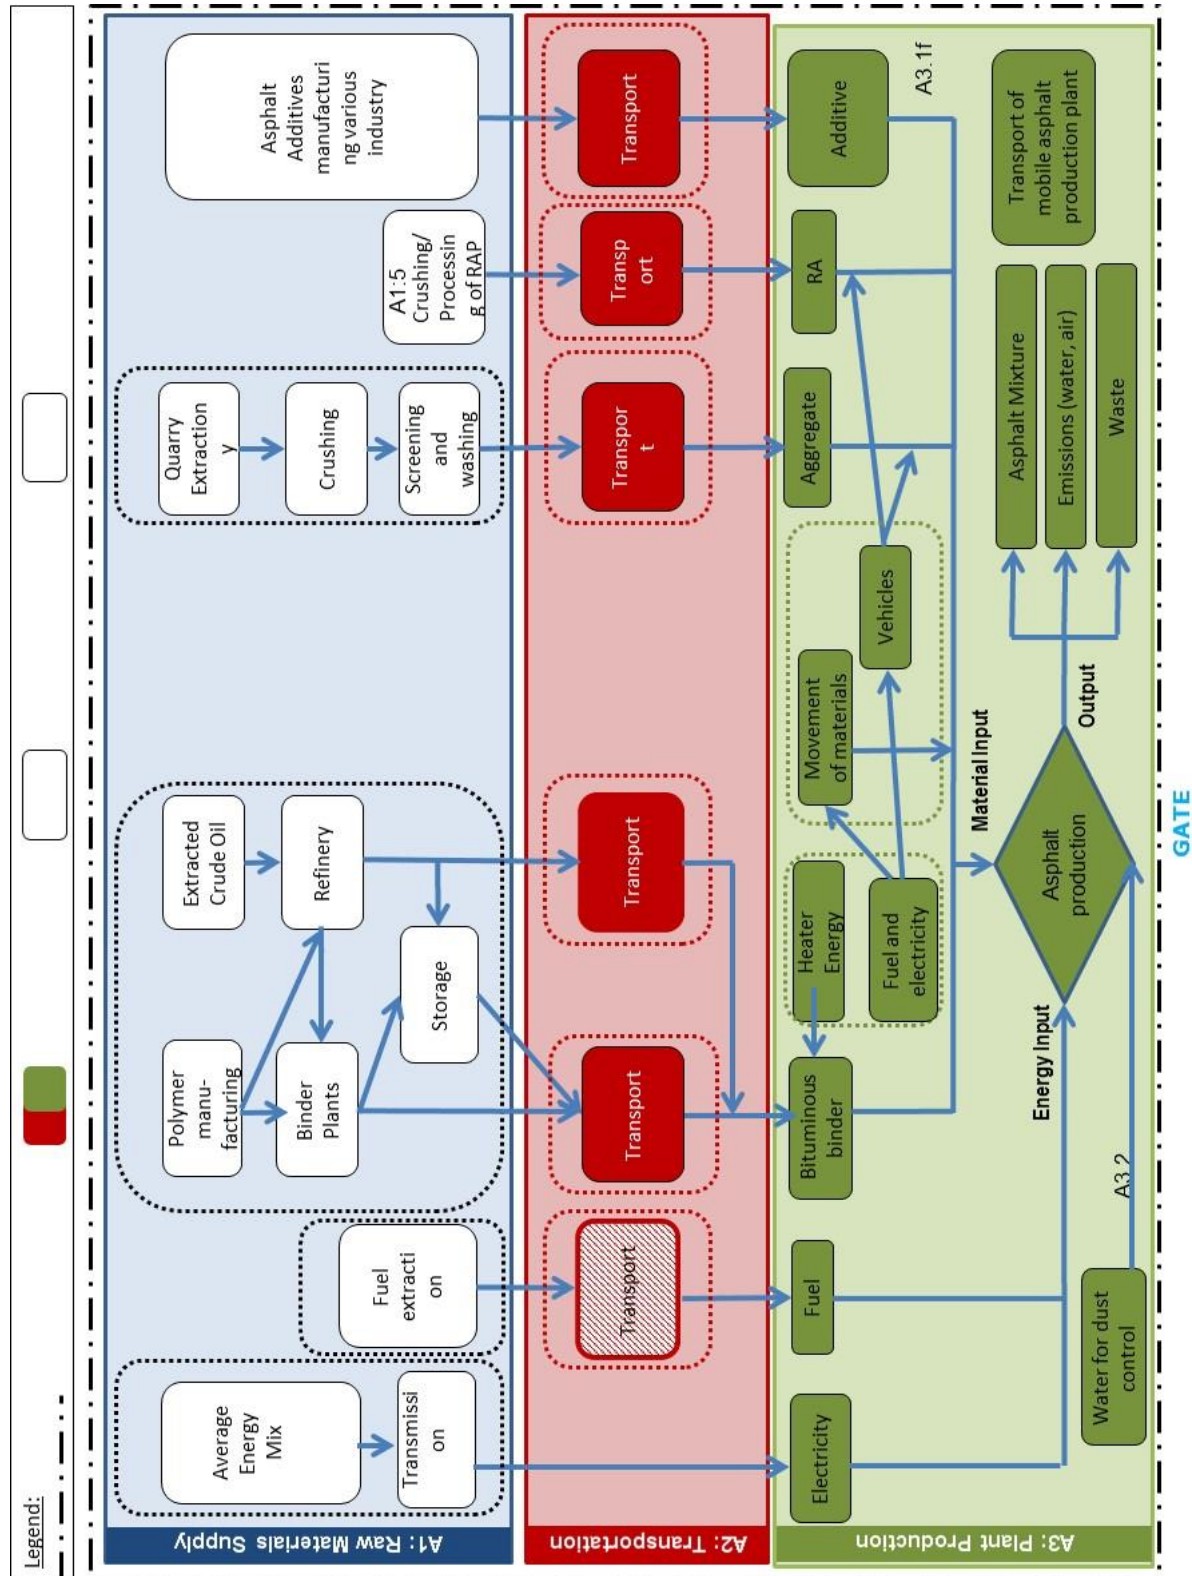 Legend:
A1: Raw Materials Supply
Average
Energy
Mix
Transmissi
on
Fuel
extracti
on
Polymer
manu-
facturing
Binder
Plants
Extracted
Crude Oil
Refinery
Storage
Quarry
Extraction
y
Crushing
Screening
and
washing
A1:5
Crushing/
Processin
g of RAP
Asphalt
Additives
manufacturi
ng various
industry
A2: Transportation
Transport
Transport
Transport
Transpor
t
Transp
ort
Transport
A3: Plant Production
Electricity
Fuel
Bituminous
binder
Heater
Energy
Fuel and
electricity
Movement
of materials
Vehicles
Aggregate
RA
Additive
A3.1f
Energy Input
Material Input
Water for dust
control
A3.2
Asphalt
production
Output
Asphalt Mixture
Emissions (water, air)
Waste
Transport of
mobile asphalt
production plant
GATE